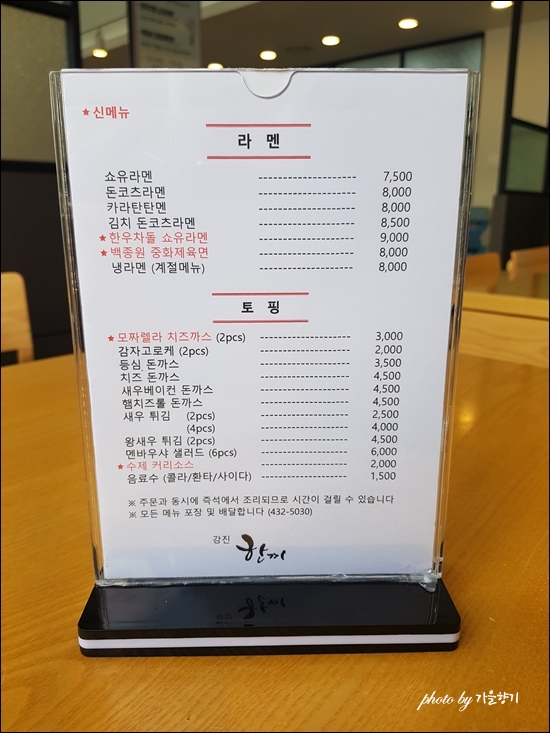 ★신메뉴
라 멘
쇼유라멘 --------------------- 7,500
돈코츠라멘 --------------------- 8,000
카라탄탄멘 --------------------- 8,000
김치 돈코츠라멘 --------------------- 8,500
★한우차돌 쇼유라멘 --------------------- 9,000
★백종원 중화제육면 --------------------- 8,000
냉라멘 (계절메뉴) --------------------- 8,000
토 핑
★모짜렐라 치즈까스 (2pcs) --------------------- 3,000
감자고로케 (2pcs) --------------------- 2,000
등심 돈까스 --------------------- 3,500
치즈 돈까스 --------------------- 4,500
새우베이컨 돈까스 --------------------- 4,500
햄치즈롤 돈까스 --------------------- 4,500
새우 튀김 (2pcs) --------------------- 2,500
(4pcs) --------------------- 4,000
왕새우 튀김 (2pcs) --------------------- 4,500
멘바우샤 샐러드 (6pcs) --------------------- 6,000
★수제 커리소스 --------------------- 2,000
음료수 (콜라/환타/사이다) --------------------- 1,500
※ 주문과 동시에 즉석에서 조리되므로 시간이 걸릴 수 있습니다
※ 모든 메뉴 포장 및 배달합니다 (432-5030)
강진 한끼
photo by 가을향기